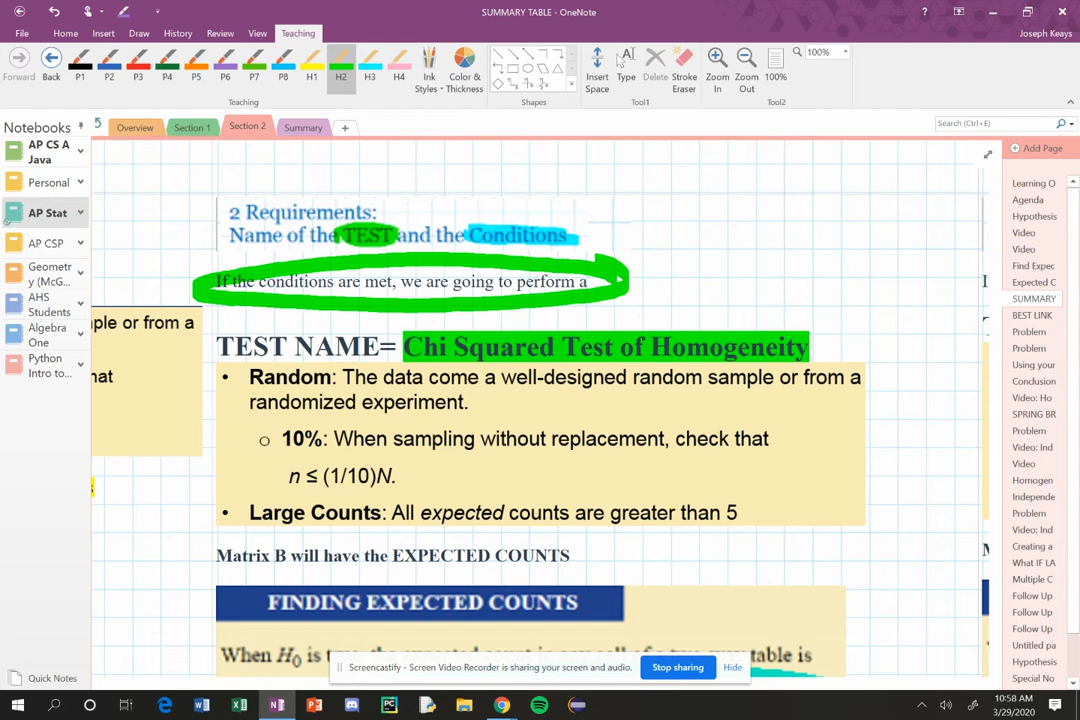 SUMMARY TABLE - OneNote
?
File
Home
Insert
Draw
History
Review
View
Teaching
Joseph Keays
Forward
Back
P1
P2
P3
P4
P5
P6
P7
P8
H1
H2
H3
H4
Ink
Styles
Color &
Thickness
Insert
Space
Type
Delete
Stroke
Eraser
Zoom
In
Zoom
Out
100%
100%
Teaching
Shapes
Tool1
Tool2
Notebooks
Overview
Section 1
Section 2
Summary
+
Search (Ctrl+E)
AP CS A
Java
Personal
AP Stat
AP CSP
Geometr
y (McG...
AHS
Students
Algebra
One
Python
Intro to...
Quick Notes
ple or from a
hat
2 Requirements:
Name of the TEST and the Conditions
If the conditions are met, we are going to perform a
TEST NAME= Chi Squared Test of Homogeneity
• Random: The data come a well-designed random sample or from a
randomized experiment.
o 10%: When sampling without replacement, check that
n ≤ (1/10)N.
• Large Counts: All expected counts are greater than 5
Matrix B will have the EXPECTED COUNTS
FINDING EXPECTED COUNTS
When H0 is
table is
Screencastify - Screen Video Recorder is sharing your screen and audio.
Stop sharing
Hide
Add Page
Learning O
Agenda
Hypothesis
Video
Video
Find Expec
Expected C
SUMMARY
BEST LINK
Problem
Problem
Using your
Conclusion
Video: Ho
SPRING BR
Problem
Video: Ind
Video
Homogen
Independe
Problem
Video: Ind
Creating a
What IF LA
Multiple C
Follow Up
Follow Up
Follow Up
Untitled pa
Hypothesis
Special No
10:58 AM
3/29/2020